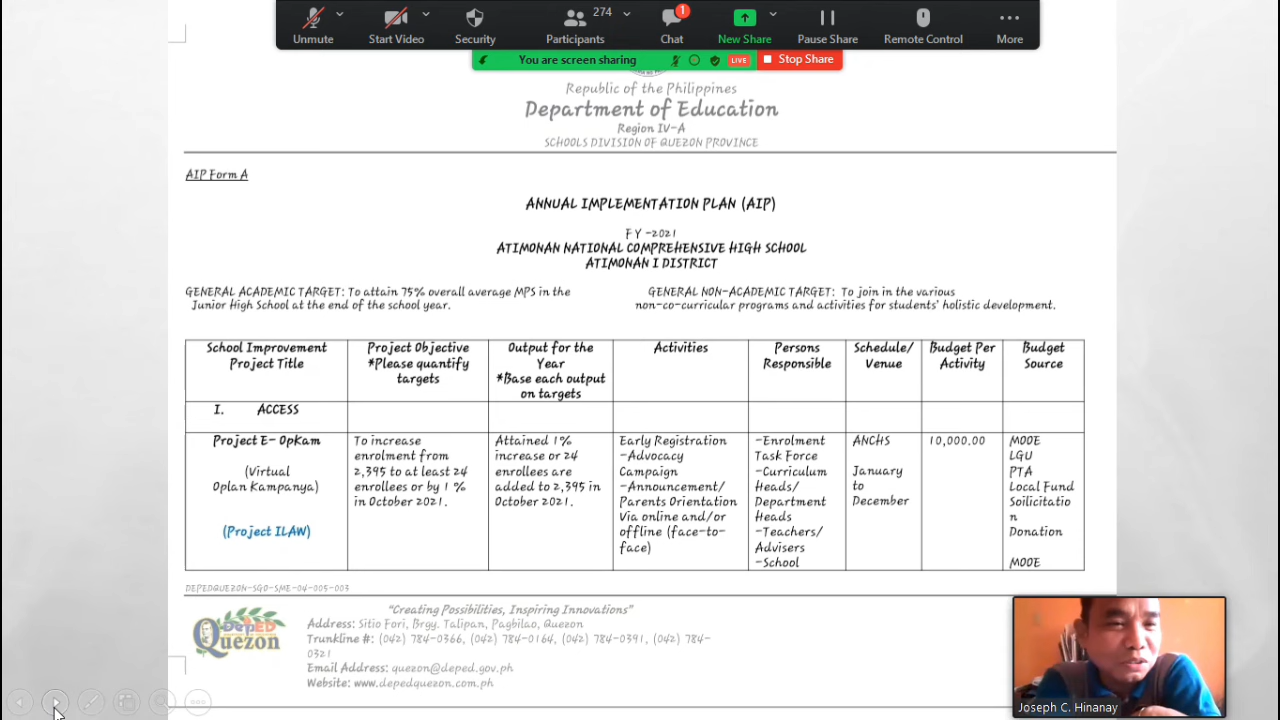 Unmute
Start Video
Security
274
Participants
1
Chat
New Share
Pause Share
Remote Control
More
You are screen sharing
LIVE
Stop Share
Republic of the Philippines
Department of Education
Region IV-A
SCHOOLS DIVISION OF QUEZON PROVINCE
AIP Form A
ANNUAL IMPLEMENTATION PLAN (AIP)
FY -2021
ATIMONAN NATIONAL COMPREHENSIVE HIGH SCHOOL
ATIMONAN I DISTRICT
GENERAL ACADEMIC TARGET: To attain 75% overall average MPS in the
Junior High School at the end of the school year.
GENERAL NON-ACADEMIC TARGET: To join in the various
non-co-curricular programs and activities for students' holistic development.
School Improvement
Project Title
Project Objective
*Please quantify
targets
Output for the
Year
*Base each output
on targets
Activities
Persons
Responsible
Schedule/
Venue
Budget Per
Activity
Budget
Source
I. ACCESS
Project E- OpKam
(Virtual
Oplan Kampanya)
(Project ILAW)
To increase
enrolment from
2,395 to at least 24
enrollees or by 1 %
in October 2021.
Attained 1%
increase or 24
enrollees are
added to 2,395 in
October 2021.
Early Registration
-Advocacy
Campaign
-Announcement/
Parents Orientation
Via online and/or
offline (face-to-
face)
-Enrolment
Task Force
-Curriculum
Heads/
Department
Heads
-Teachers/
Advisers
-School
ANCHS
January
to
December
10,000.00
MOOE
LGU
PTA
Local Fund
Soilicitatio
n
Donation
MOOE
DEPEDQUEZON-SGO-SME-04-005-003
DepED
Quezon
"Creating Possibilities, Inspiring Innovations"
Address: Sitio Fori, Brgy. Talipan, Pagbilao, Quezon
Trunkline #: (042) 784-0366, (042) 784-0164, (042) 784-0391, (042) 784-
0321
Email Address: quezon@deped.gov.ph
Website: www.depedquezon.com.ph
Joseph C. Hinanay